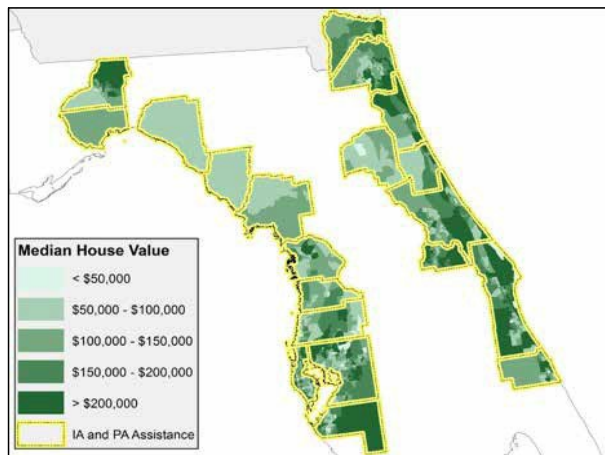 Median House Value
< $50,000
$50,000 - $100,000
$100,000 - $150,000
$150,000 - $200,000
> $200,000
IA and PA Assistance